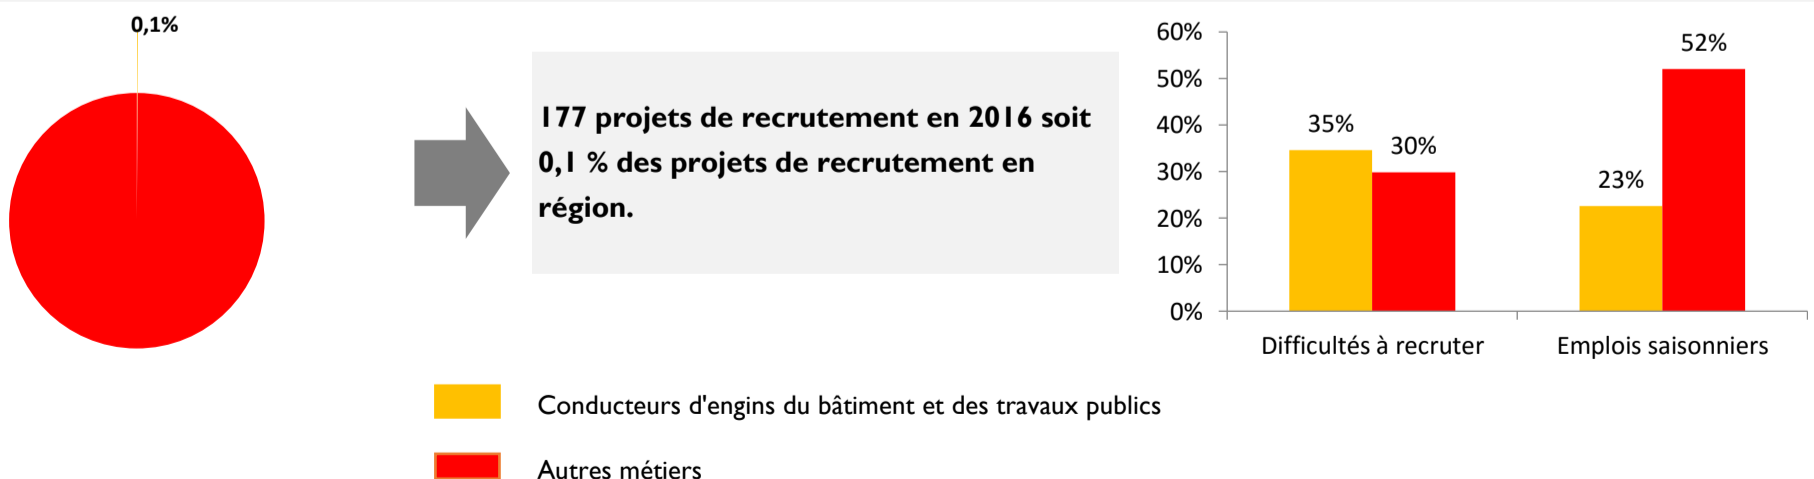 0,1%
177 projets de recrutement en 2016 soit
0,1 % des projets de recrutement en
région.
60%
50%
40%
30%
20%
10%
0%
35%
30%
23%
52%
Difficultés à recruter
Emplois saisonniers
Conducteurs d'engins du bâtiment et des travaux publics
Autres métiers